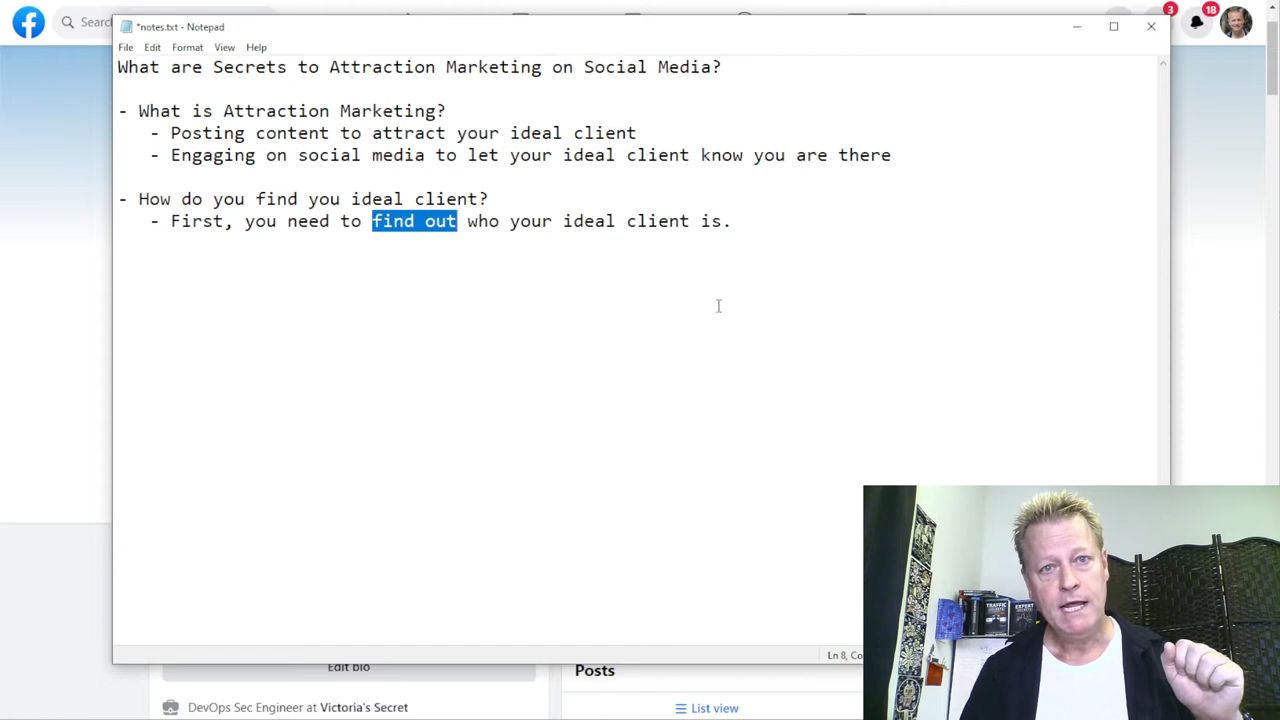 Searc
3
18
*notes.txt - Notepad
File Edit Format View Help
What are Secrets to Attraction Marketing on Social Media?
- What is Attraction Marketing?
- Posting content to attract your ideal client
- Engaging on social media to let your ideal client know you are there
- How do you find you ideal client?
- First, you need to find out who your ideal client is.
Ln 8, Co
TRAFFIC
EXPERT
Edit bio
Posts
DevOps Sec Engineer at Victoria's Secret
List view